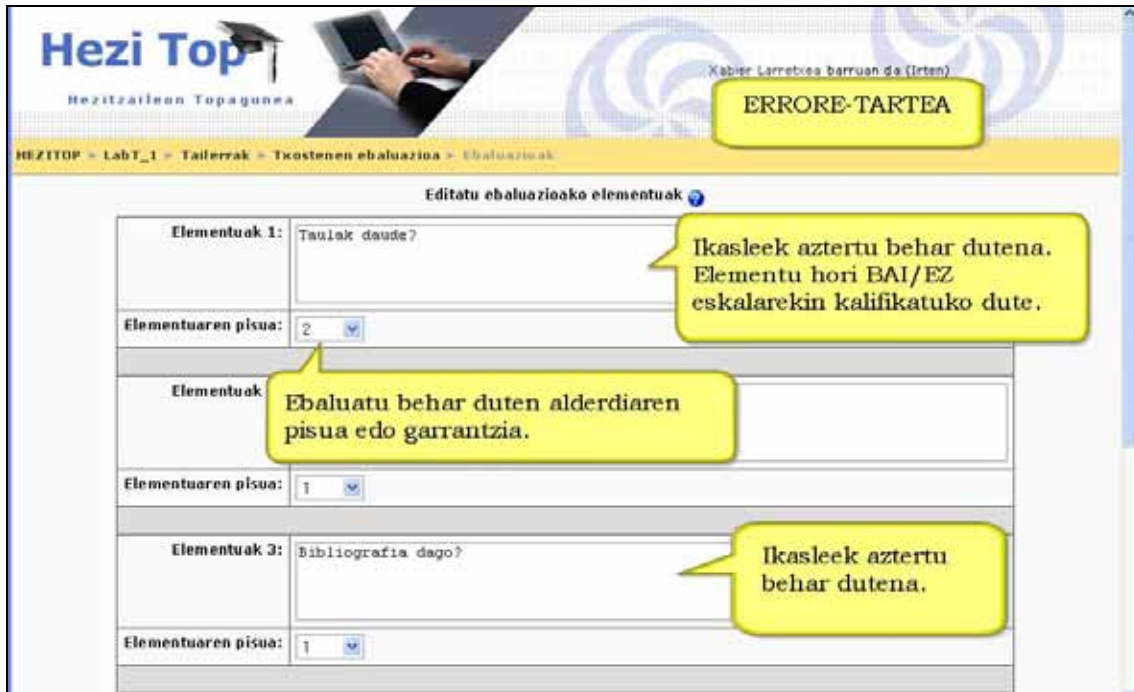 Hezi Top
Hezitzaileon Topagunea
Xabier Larretxea barruan da (Irten)
ERRORE-TARTEA
HEZITOP » LabT_1 » Tailerrak » Txostenen ebaluazioa » Ebaluazioak
Editatu ebaluazioako elementuak
Elementuak 1:
Taulak daude?
Ikasleek aztertu behar dutena.
Elementu hori BAI/EZ
eskalarekin kalifikatuko dute.
Elementuaren pisua:
2
Elementuak
Ebaluatu behar duten alderdiaren
pisua edo garrantzia.
Elementuaren pisua:
1
Elementuak 3:
Bibliografia dago?
Ikasleek aztertu
behar dutena.
Elementuaren pisua:
1